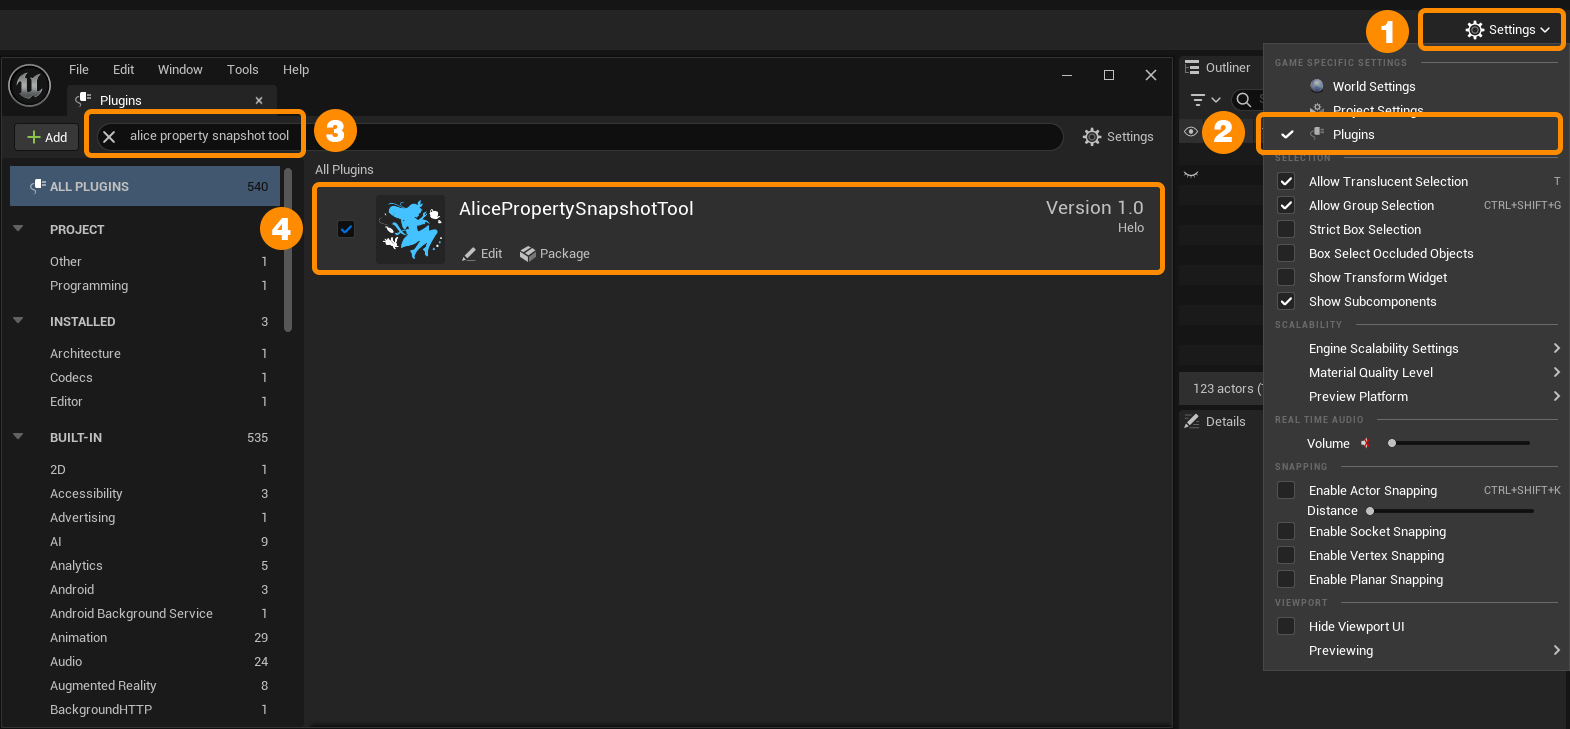 1
Settings
File Edit Window Tools Help
Plugins
Add
alice property snapshot tool
3
Settings
ALL PLUGINS 540
PROJECT
Other 1
Programming 1
INSTALLED 3
Architecture 1
Codecs 1
Editor 1
BUILT-IN 535
2D 1
Accessibility 3
Advertising 1
AI 9
Analytics 5
Android 3
Android Background Service 1
Animation 29
Audio 24
Augmented Reality 8
BackgroundHTTP 1
All Plugins
4
AlicePropertySnapshotTool
Version 1.0
Helo
Edit Package
Outliner
2
123 actors (
Details
GAME SPECIFIC SETTINGS
World Settings
Project Settings
Plugins
SELECTION
Allow Translucent Selection T
Allow Group Selection CTRL+SHIFT+G
Strict Box Selection
Box Select Occluded Objects
Show Transform Widget
Show Subcomponents
SCALABILITY
Engine Scalability Settings
Material Quality Level
Preview Platform
REAL TIME AUDIO
Volume
SNAPPING
Enable Actor Snapping CTRL+SHIFT+K
Distance
Enable Socket Snapping
Enable Vertex Snapping
Enable Planar Snapping
VIEWPORT
Hide Viewport UI
Previewing